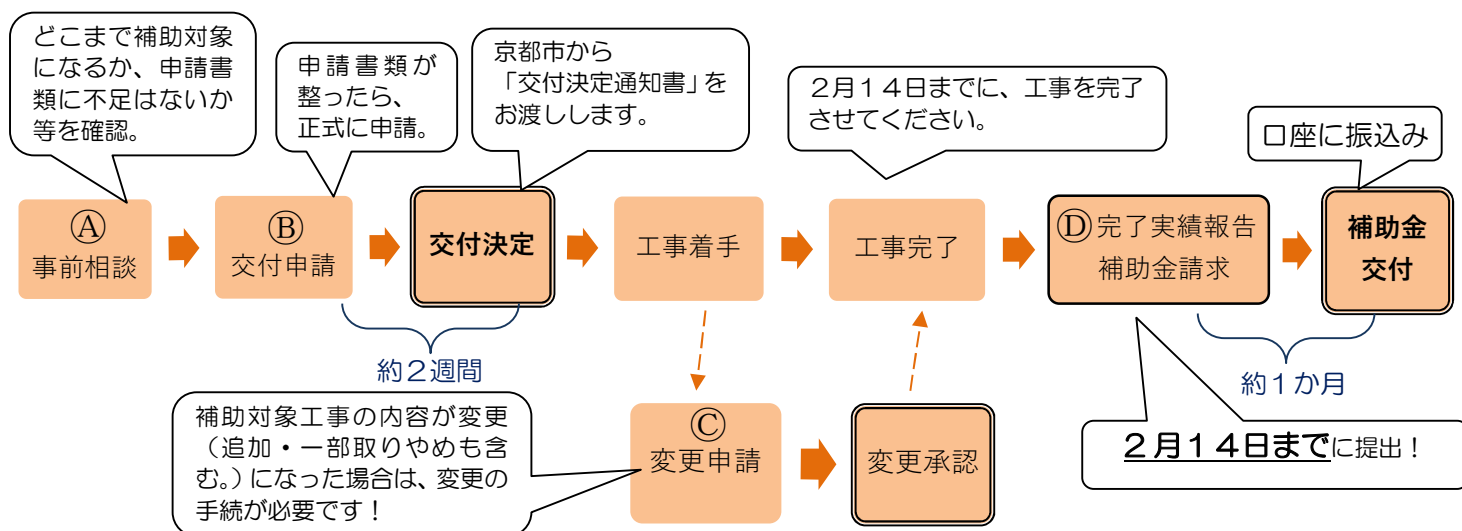 どこまで補助対象
になるか、申請書
類に不足はないか
等を確認。
申請書類が
整ったら、
正式に申請。
京都市から
「交付決定通知書」を
お渡しします。
２月１４日までに、工事を完了
させてください。
口座に振込み
Ⓐ
事前相談
Ⓑ
交付申請
交付決定
工事着手
工事完了
Ⓓ完了実績報告
補助金請求
補助金
交付
約２週間
約１か月
補助対象工事の内容が変更
（追加・一部取りやめも含
む。）になった場合は、変更の
手続が必要です！
Ⓒ
変更申請
変更承認
２月１４日までに提出！